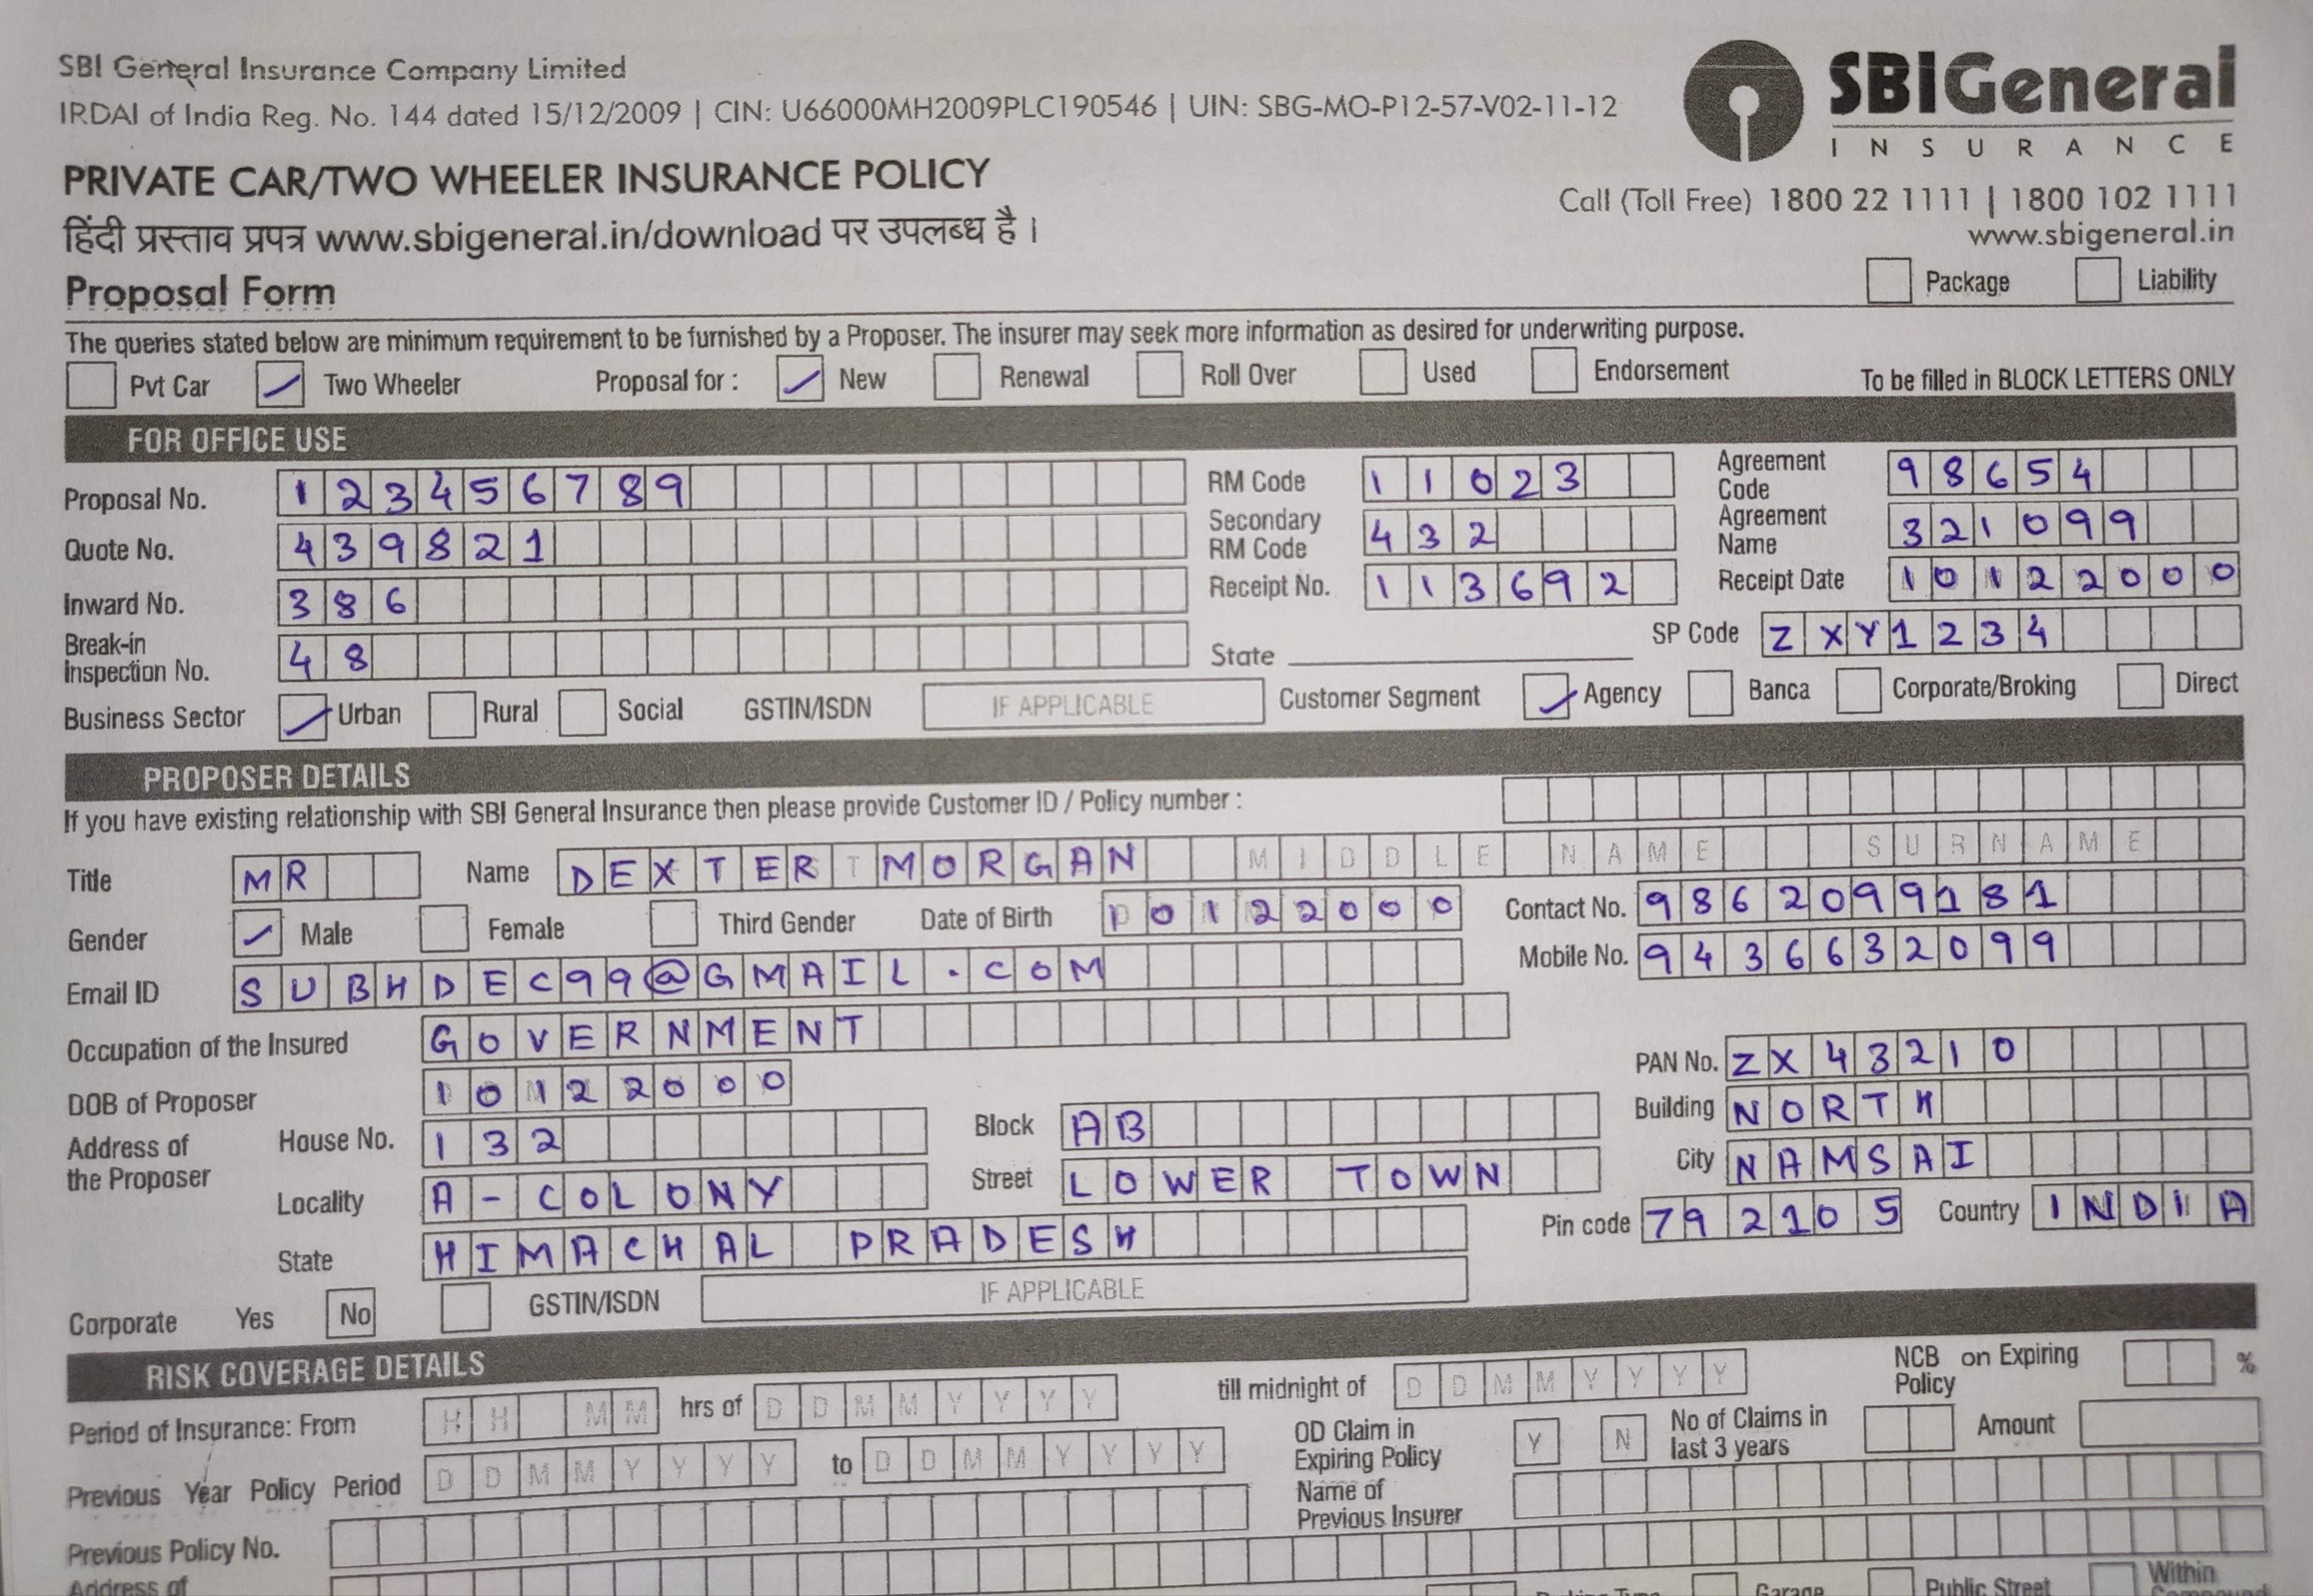 SBI General Insurance Company Limited
IRDAI of India Reg. No. 144 dated 15/12/2009 | CIN: U66000MH2009PLC190546 | UIN: SBG-MO-P12-57-V02-11-12
SBI General
INSURANCE
PRIVATE CAR/TWO WHEELER INSURANCE POLICY
Call (Toll Free) 1800 22 1111 | 1800 102 1111
हिंदी प्रस्ताव प्रपत्र www.sbigeneral.in/download पर उपलब्ध है।
www.sbigeneral.in
Proposal Form Package Liability
The queries stated below are minimum requirement to be furnished by a Proposer. The insurer may seek more information as desired for underwriting purpose.
Pvt Car Two Wheeler Proposal for : New Renewal Roll Over Used Endorsement To be filled in BLOCK LETTERS ONLY
FOR OFFICE USE
Proposal No. 123456789 RM Code 11023 Agreement Code 98654
Quote No. 439821 Secondary RM Code 432 Agreement Name 321099
Inward No. 386 Receipt No. 113692 Receipt Date 10122000
Break-in Inspection No. 48 State SP Code ZXY1234
Business Sector Urban Rural Social GSTIN/ISDN IF APPLICABLE Customer Segment Agency Banca Corporate/Broking Direct
PROPOSER DETAILS
If you have existing relationship with SBI General Insurance then please provide Customer ID / Policy number :
Title MR Name DEXTER T MORGAN MIDDLE NAME SURNAME
Gender Male Female Third Gender Date of Birth 10122000 Contact No. 9862099181
Email ID SUBHDEC99@GMAIL.COM Mobile No. 9436632099
Occupation of the Insured GOVERNMENT
DOB of Proposer 10122000 PAN No. ZX43210
Address of the Proposer House No. 132 Block AB Building NORTH
Locality A-COLONY Street LOWER TOWN City NAMSAI
State HIMACHAL PRADESH Pin code 792105 Country INDIA
Corporate Yes No GSTIN/ISDN IF APPLICABLE
RISK COVERAGE DETAILS
Period of Insurance: From HH MM hrs of DDMMYYYY till midnight of DDMMYYYY NCB on Expiring Policy %
Previous Year Policy Period DDMMYYYY to DDMMYYYY OD Claim in Expiring Policy Y N No of Claims in last 3 years Amount
Previous Policy No. Name of Previous Insurer
Address of Garage Public Street Within